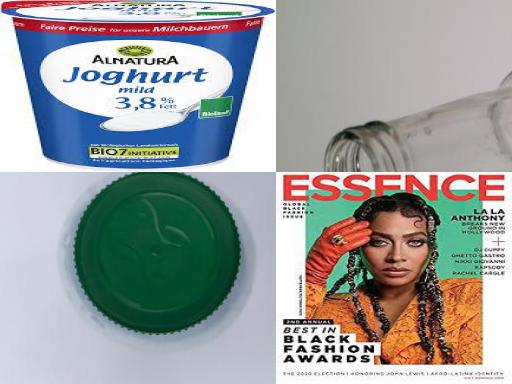 Faire Preise für unsere Milchbauern
ALNATURA
Joghurt
mild
3,8 %
Fett
Bioland
BIO7 INITIATIVE
ESSENCE
GLOBAL
BLACK
FASHION
ISSUE
LA LA
ANTHONY
BREAKS NEW
GROUND IN
HOLLYWOOD
+
DJ CUPPY
GHETTO GASTRO
NIKKI GIOVANNI
RAPSODY
RACHEL CARGLE
2ND ANNUAL
BEST IN
BLACK
FASHION
AWARDS
THE 2020 ELECTION | HONORING JOHN LEWIS | AFRO-LATINX IDENTITY